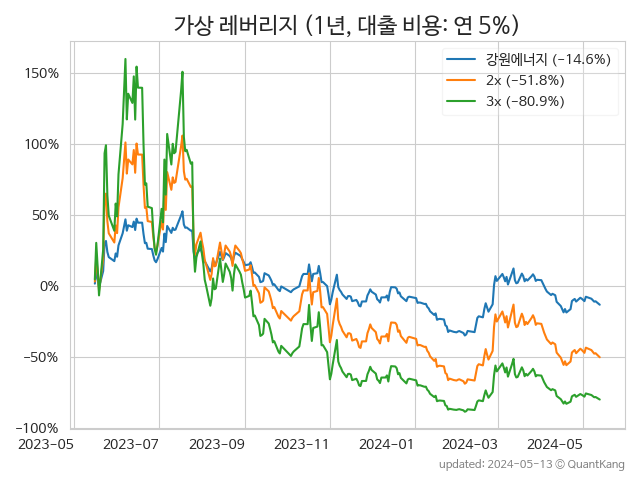 가상 레버리지 (1년, 대출 비용: 연 5%)
강원에너지 (−14.6%)
2x (−51.8%)
3x (−80.9%)
150%
100%
50%
0%
−50%
−100%
2023-05 2023-07 2023-09 2023-11 2024-01 2024-03 2024-05
updated: 2024-05-13 © QuantKang